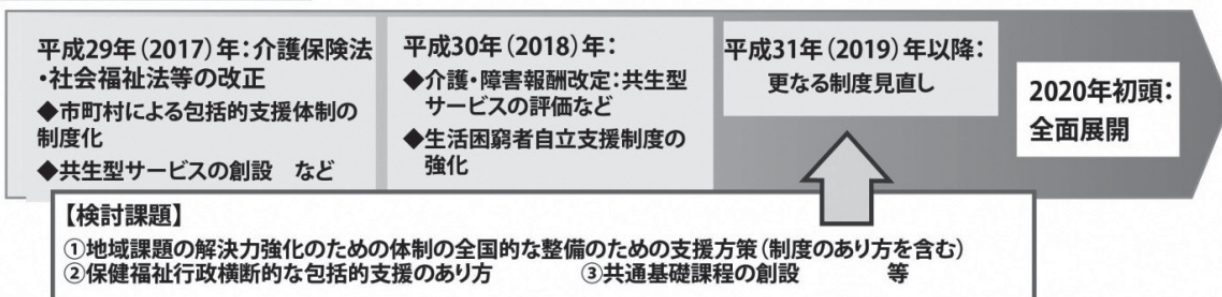 平成29年(2017)年:介護保険法
・社会福祉法等の改正
◆市町村による包括的支援体制の
制度化
◆共生型サービスの創設　など
平成30年(2018)年:
◆介護・障害報酬改定:共生型
サービスの評価など
◆生活困窮者自立支援制度の
強化
平成31年(2019)年以降:
更なる制度見直し
2020年初頭:
全面展開
【検討課題】
①地域課題の解決力強化のための体制の全国的な整備のための支援方策(制度のあり方を含む)
②保健福祉行政横断的な包括的支援のあり方　　③共通基礎課程の創設　　等